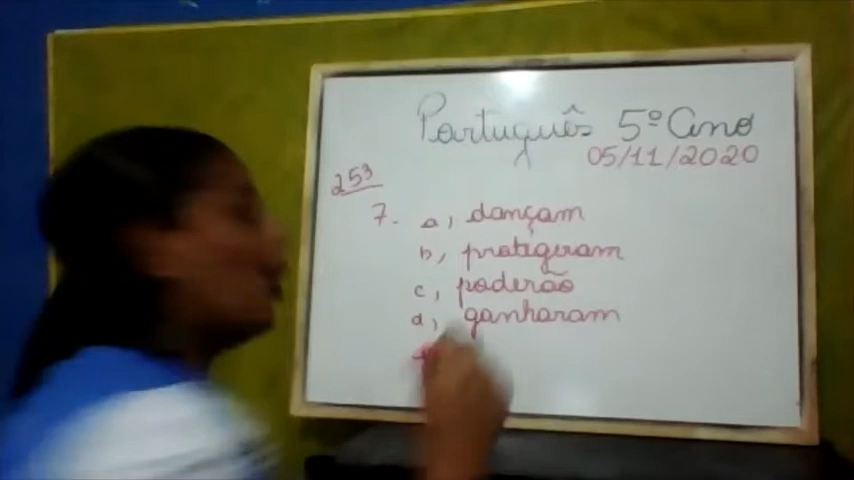 Português 5º Ano
05/11/2020
253
7. a, dançam
b, protegeram
c, poderão
d, ganharam